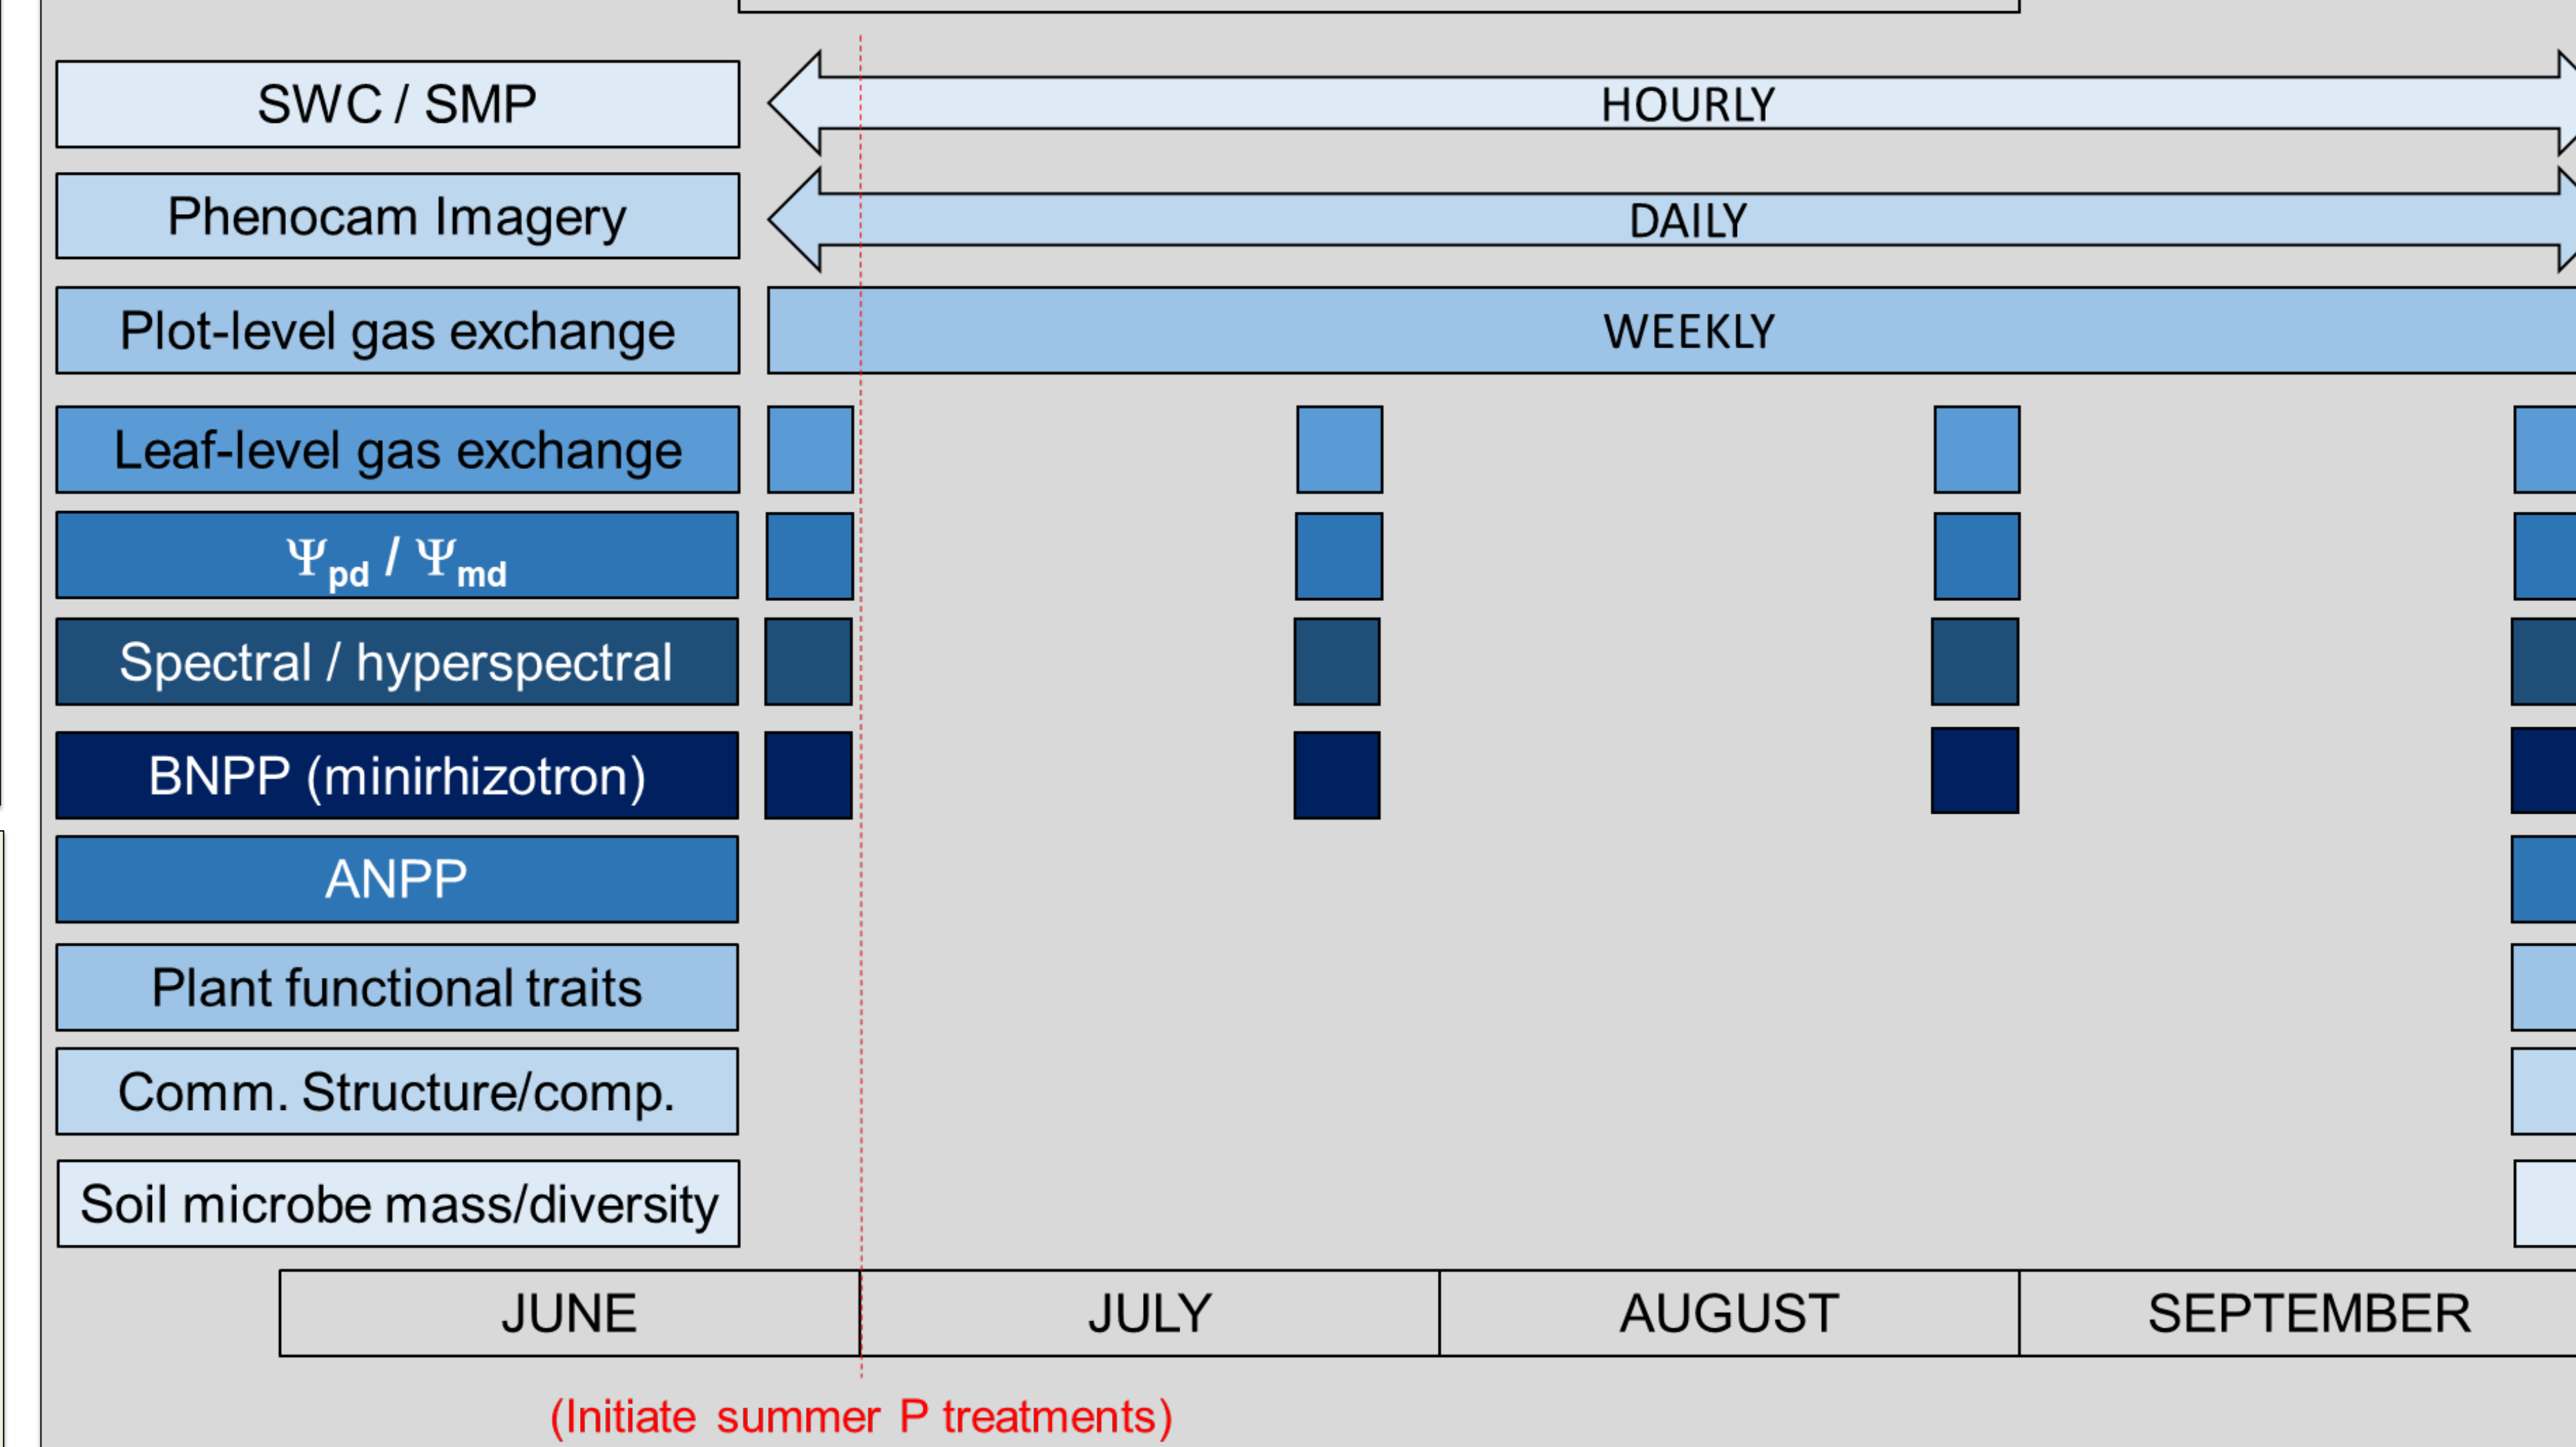 SWC / SMP
HOURLY
Phenocam Imagery
DAILY
Plot-level gas exchange
WEEKLY
Leaf-level gas exchange
Ψpd / Ψmd
Spectral / hyperspectral
BNPP (minirhizotron)
ANPP
Plant functional traits
Comm. Structure/comp.
Soil microbe mass/diversity
JUNE
JULY
AUGUST
SEPTEMBER
(Initiate summer P treatments)